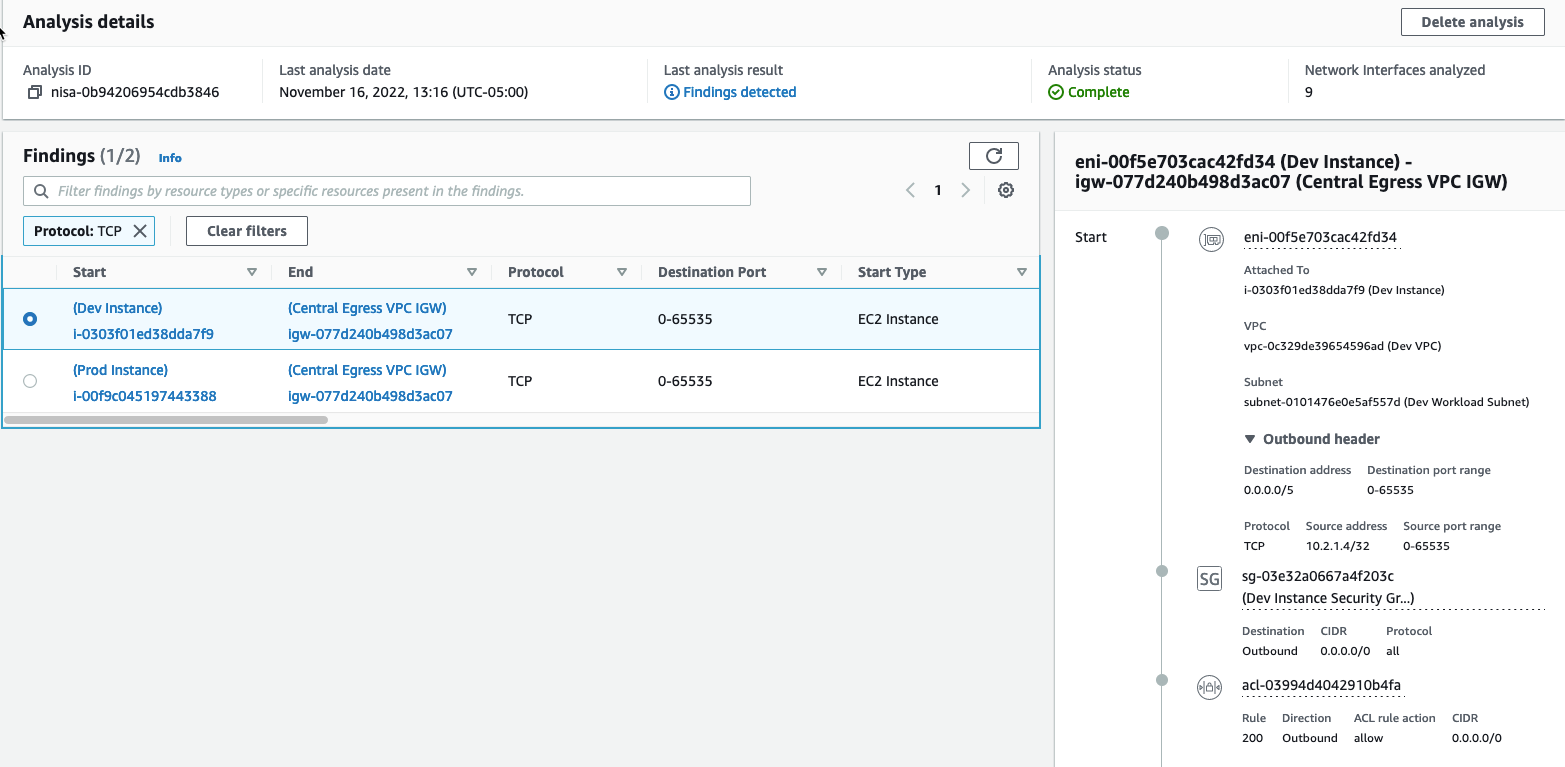 Analysis details
Delete analysis
Analysis ID
nisa-0b94206954cdb3846
Last analysis date
November 16, 2022, 13:16 (UTC-05:00)
Last analysis result
Findings detected
Analysis status
Complete
Network Interfaces analyzed
9
Findings (1/2) Info
Filter findings by resource types or specific resources present in the findings.
1
Protocol: TCP
Clear filters
Start End Protocol Destination Port Start Type
(Dev Instance) (Central Egress VPC IGW)
i-0303f01ed38dda7f9 igw-077d240b498d3ac07
TCP 0-65535 EC2 Instance
(Prod Instance) (Central Egress VPC IGW)
i-00f9c045197443388 igw-077d240b498d3ac07
TCP 0-65535 EC2 Instance
eni-00f5e703cac42fd34 (Dev Instance) -
igw-077d240b498d3ac07 (Central Egress VPC IGW)
Start
eni-00f5e703cac42fd34
Attached To
i-0303f01ed38dda7f9 (Dev Instance)
VPC
vpc-0c329de39654596ad (Dev VPC)
Subnet
subnet-0101476e0e5af557d (Dev Workload Subnet)
Outbound header
Destination address Destination port range
0.0.0.0/5 0-65535
Protocol Source address Source port range
TCP 10.2.1.4/32 0-65535
SG
sg-03e32a0667a4f203c
(Dev Instance Security Gr...)
Destination CIDR Protocol
Outbound 0.0.0.0/0 all
acl-03994d4042910b4fa
Rule Direction ACL rule action CIDR
200 Outbound allow 0.0.0.0/0